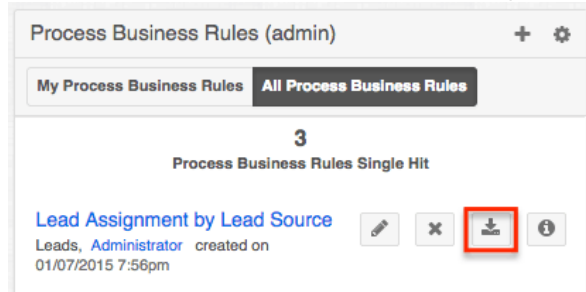 Process Business Rules (admin)
My Process Business Rules All Process Business Rules
3
Process Business Rules Single Hit
Lead Assignment by Lead Source
Leads, Administrator created on
01/07/2015 7:56pm